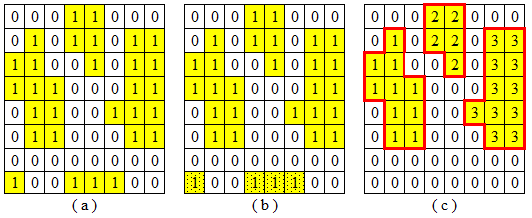 0 0 0 1 1 0 0 0
0 1 0 1 1 0 1 1
1 1 0 0 1 0 1 1
1 1 1 0 0 0 1 1
0 1 1 0 0 1 1 1
0 1 1 0 0 0 1 1
0 0 0 0 0 0 0 0
1 0 0 1 1 1 0 0
( a )
0 0 0 1 1 0 0 0
0 1 0 1 1 0 1 1
1 1 0 0 1 0 1 1
1 1 1 0 0 0 1 1
0 1 1 0 0 1 1 1
0 1 1 0 0 0 1 1
0 0 0 0 0 0 0 0
1 0 0 1 1 1 0 0
( b )
0 0 0 2 2 0 0 0
0 1 0 2 2 0 3 3
1 1 0 0 2 0 3 3
1 1 1 0 0 0 3 3
0 1 1 0 0 3 3 3
0 1 1 0 0 0 3 3
0 0 0 0 0 0 0 0
0 0 0 0 0 0 0 0
( c )